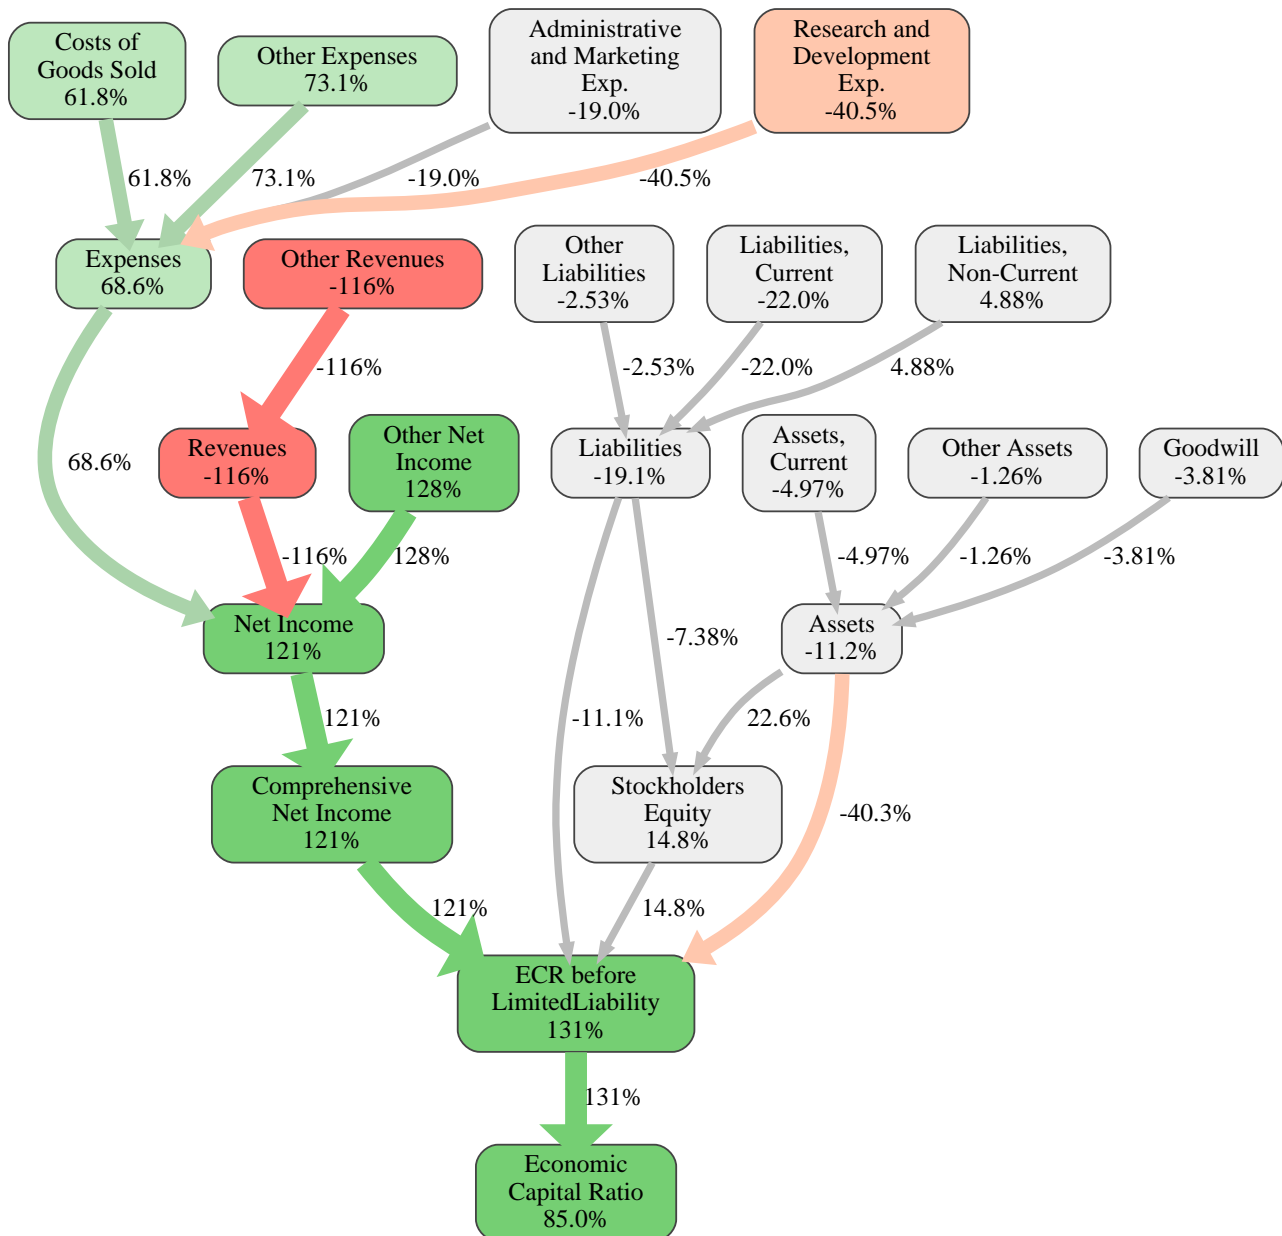 Costs of
Goods Sold
61.8%
Other Expenses
73.1%
Administrative
and Marketing
Exp.
-19.0%
Research and
Development
Exp.
-40.5%
61.8%
73.1%
-19.0%
-40.5%
Expenses
68.6%
Other Revenues
-116%
Other
Liabilities
-2.53%
Liabilities,
Current
-22.0%
Liabilities,
Non-Current
4.88%
-116%
-2.53%
-22.0%
4.88%
68.6%
Revenues
-116%
Other Net
Income
128%
Liabilities
-19.1%
Assets,
Current
-4.97%
Other Assets
-1.26%
Goodwill
-3.81%
-116%
128%
-4.97%
-1.26%
-3.81%
Net Income
121%
-7.38%
Assets
-11.2%
121%
-11.1%
22.6%
Comprehensive
Net Income
121%
Stockholders
Equity
14.8%
-40.3%
121%
14.8%
ECR before
LimitedLiability
131%
131%
Economic
Capital Ratio
85.0%